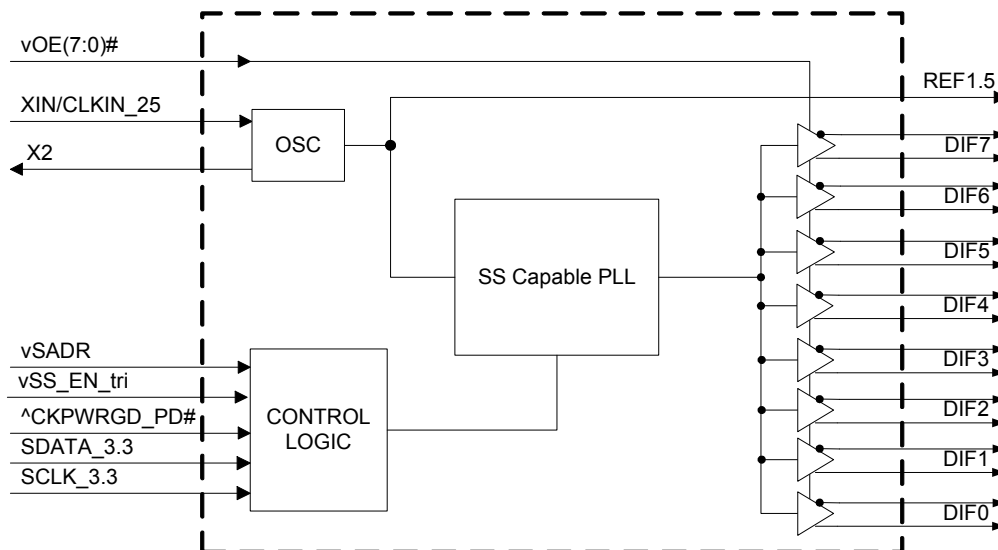 vOE(7:0)#
XIN/CLKIN_25
X2
OSC
REF1.5
DIF7
DIF6
DIF5
DIF4
DIF3
DIF2
DIF1
DIF0
SS Capable PLL
vSADR
vSS_EN_tri
^CKPWRGD_PD#
SDATA_3.3
SCLK_3.3
CONTROL
LOGIC